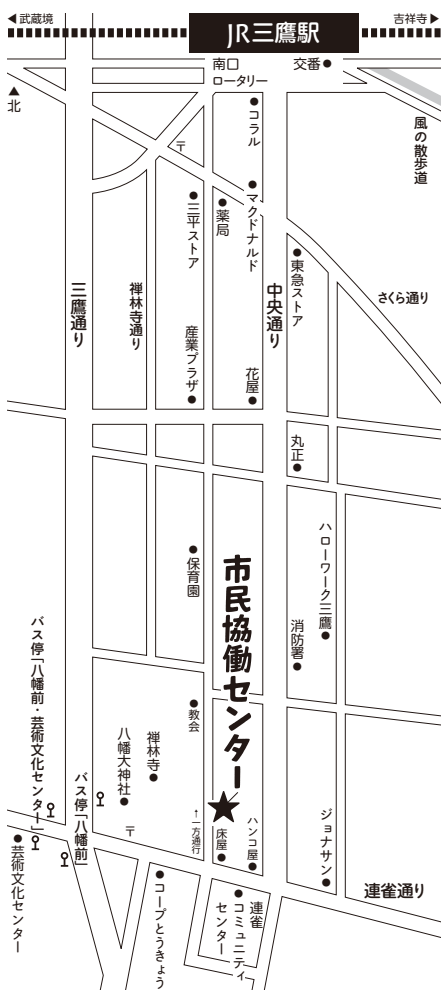 ◀武蔵境
JR三鷹駅
吉祥寺▶
南口
ロータリー
交番
▲
北
〒
コラル
風の散歩道
マクドナルド
薬局
三平ストア
東急ストア
さくら通り
三鷹通り
禅林寺通り
中央通り
産業プラザ
花屋
丸正
ハローワーク三鷹
保育園
市民協働センター
消防署
バス停「八幡前・芸術文化センター」
教会
禅林寺
八幡大神社
バス停「八幡前」
〒
↑一方通行
★
床屋
ハンコ屋
ジョナサン
連雀通り
芸術文化センター
コープとうきょう
連雀
コミュニティ
センター